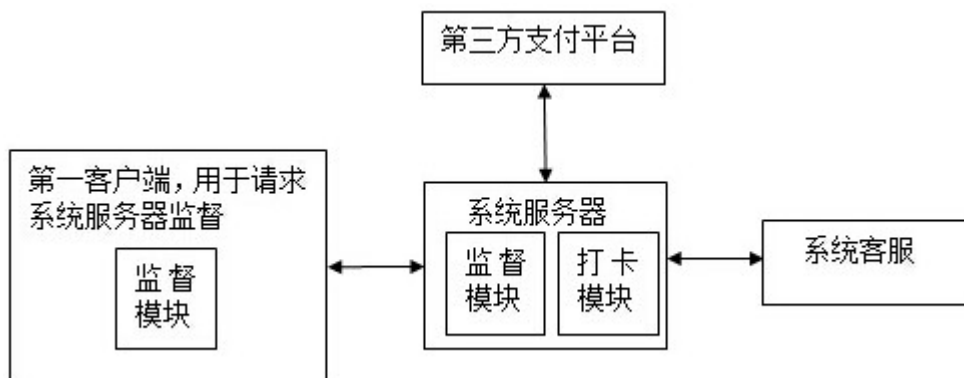 第三方支付平台
第一客户端，用于请求
系统服务器监督
监督
模块
系统服务器
监督
模块
打卡
模块
系统客服